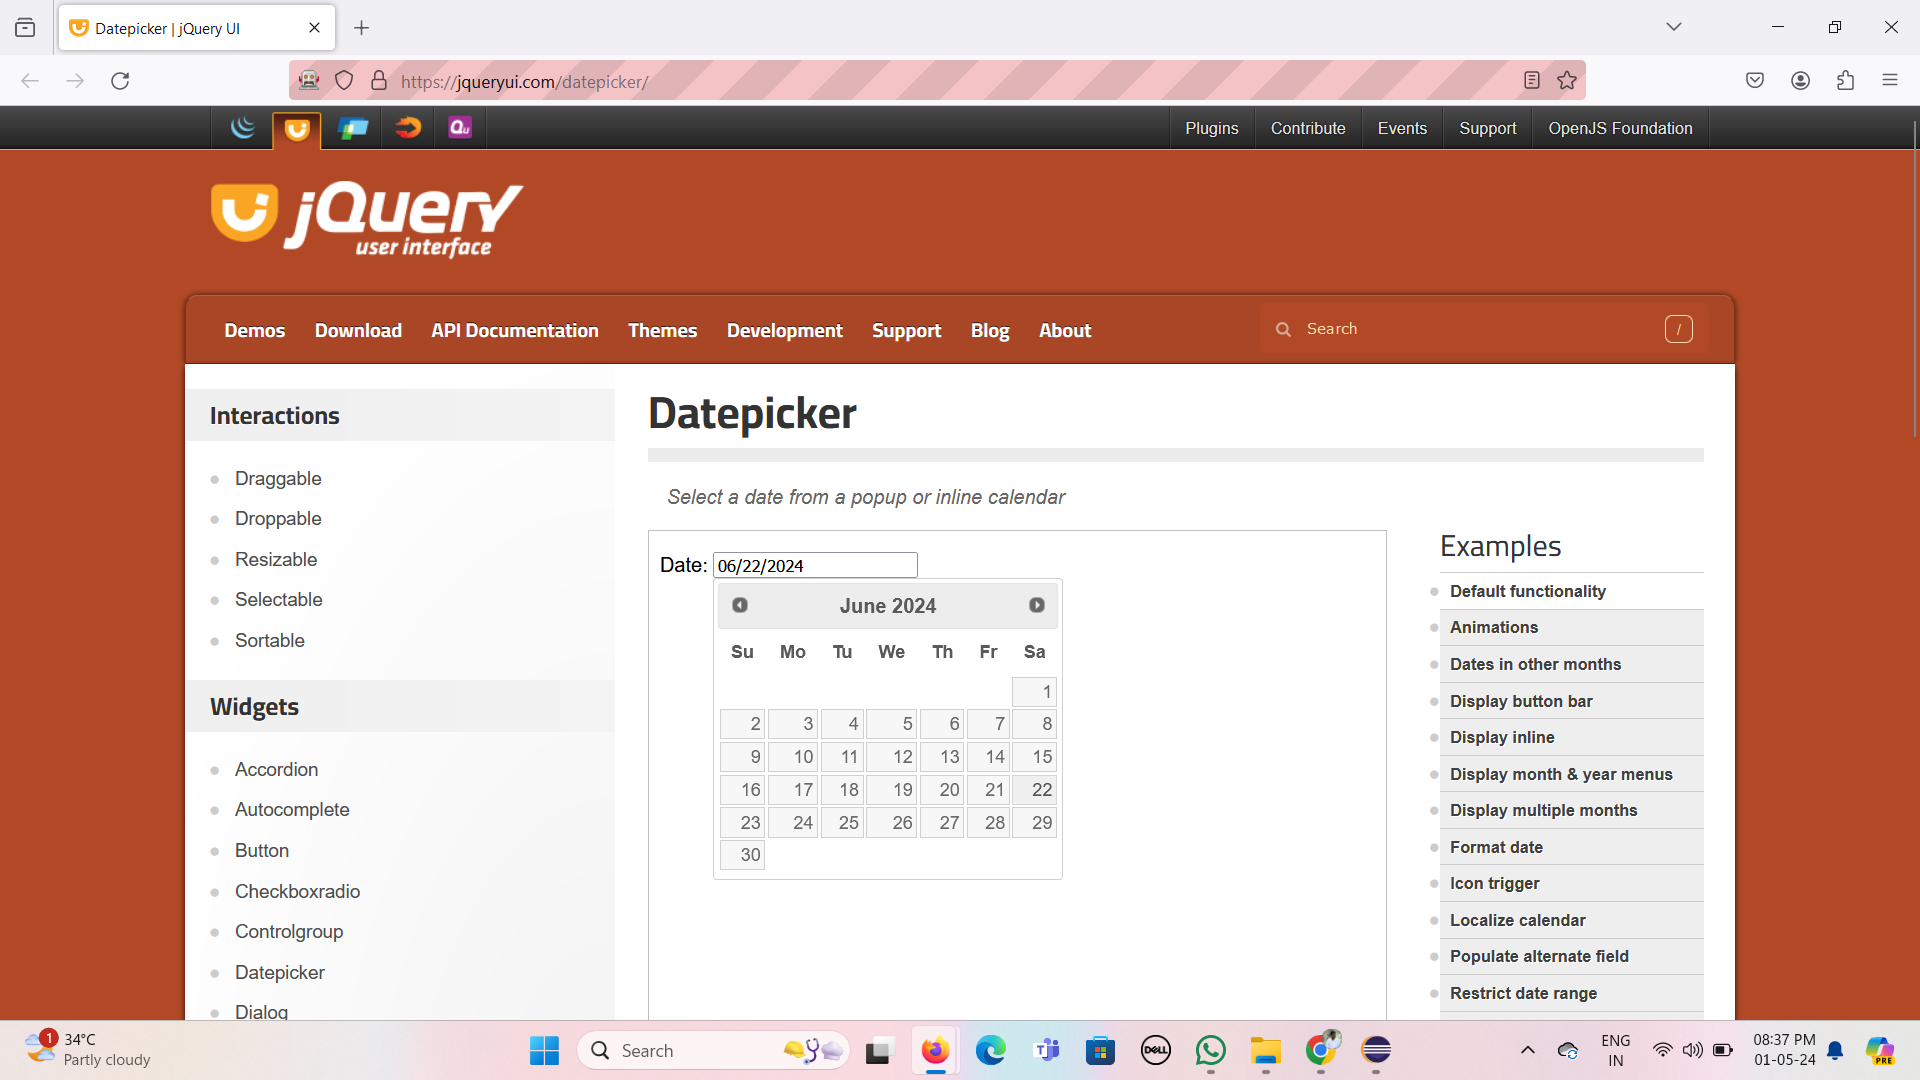 Datepicker | jQuery UI
https://jqueryui.com/datepicker/
Qu
Plugins Contribute Events Support OpenJS Foundation
jQuery
user interface
Demos Download API Documentation Themes Development Support Blog About Search /
Interactions
Draggable
Droppable
Resizable
Selectable
Sortable
Widgets
Accordion
Autocomplete
Button
Checkboxradio
Controlgroup
Datepicker
Dialog
Datepicker
Select a date from a popup or inline calendar
Date: 06/22/2024
June 2024
Su Mo Tu We Th Fr Sa
1
2 3 4 5 6 7 8
9 10 11 12 13 14 15
16 17 18 19 20 21 22
23 24 25 26 27 28 29
30
Examples
Default functionality
Animations
Dates in other months
Display button bar
Display inline
Display month & year menus
Display multiple months
Format date
Icon trigger
Localize calendar
Populate alternate field
Restrict date range
1
34°C
Partly cloudy
Search
DELL
ENG
IN
08:37 PM
01-05-24
PRE